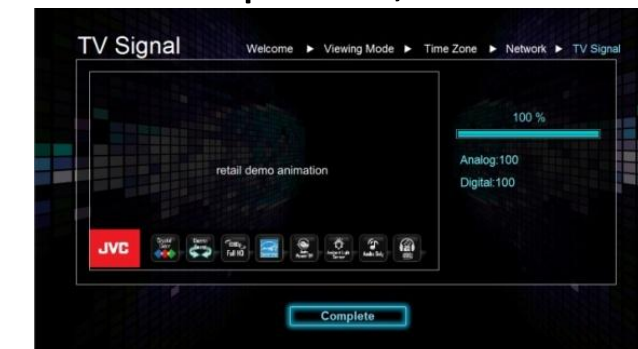 TV Signal
Welcome ► Viewing Mode ► Time Zone ► Network ► TV Signal
100 %
retail demo animation
Analog:100
Digital:100
JVC
Full HD
Complete